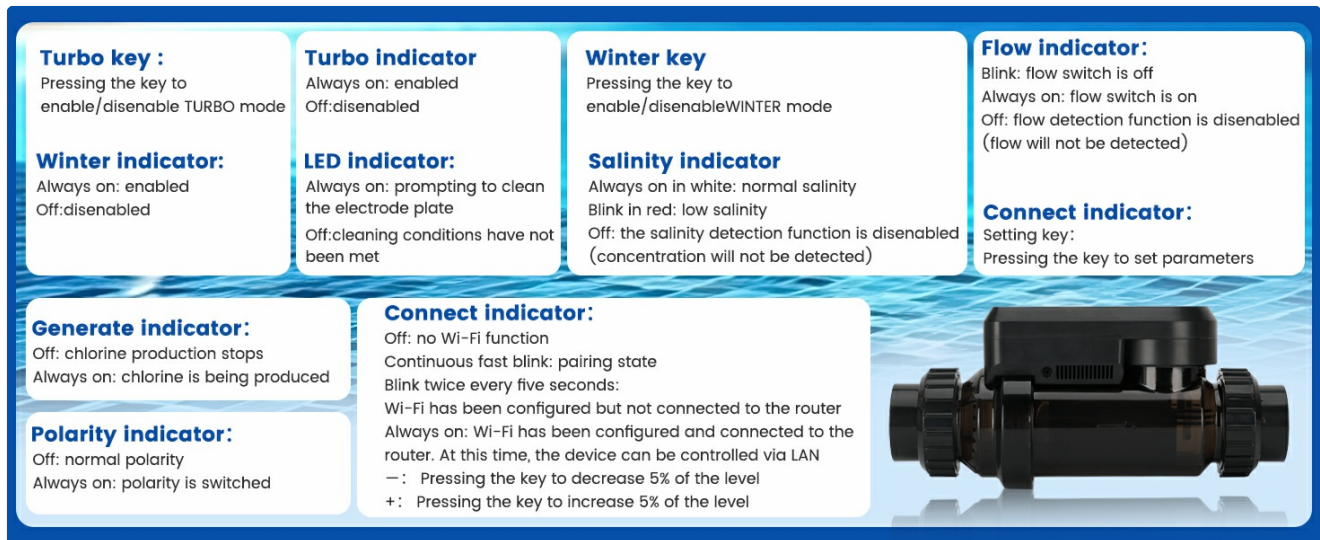 Turbo key :
Pressing the key to
enable/disenable TURBO mode
Turbo indicator
Always on: enabled
Off:disenabled
Winter key
Pressing the key to
enable/disenableWINTER mode
Flow indicator:
Blink: flow switch is off
Always on: flow switch is on
Off: flow detection function is disenabled
(flow will not be detected)
Winter indicator:
Always on: enabled
Off:disenabled
LED indicator:
Always on: prompting to clean
the electrode plate
Off:cleaning conditions have not
been met
Salinity indicator
Always on in white: normal salinity
Blink in red: low salinity
Off: the salinity detection function is disenabled
(concentration will not be detected)
Connect indicator:
Setting key:
Pressing the key to set parameters
Generate indicator:
Off: chlorine production stops
Always on: chlorine is being produced
Polarity indicator:
Off: normal polarity
Always on: polarity is switched
Connect indicator:
Off: no Wi-Fi function
Continuous fast blink: pairing state
Blink twice every five seconds:
Wi-Fi has been configured but not connected to the router
Always on: Wi-Fi has been configured and connected to the
router. At this time, the device can be controlled via LAN
—: Pressing the key to decrease 5% of the level
+: Pressing the key to increase 5% of the level